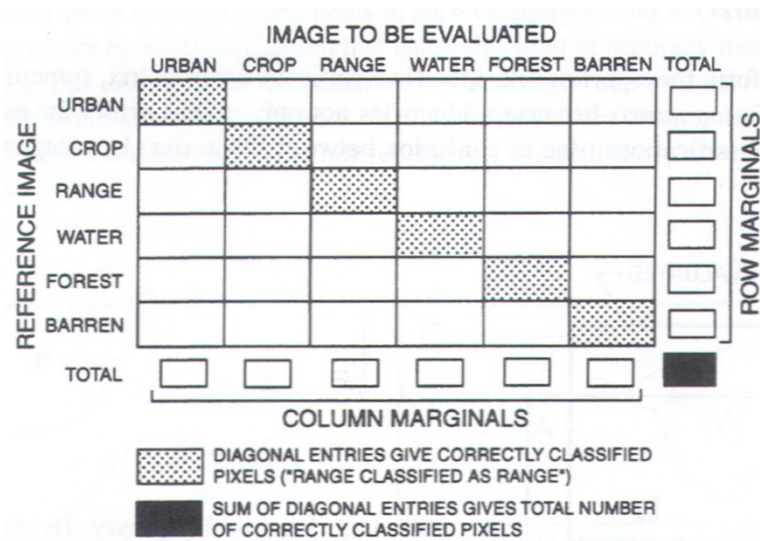 IMAGE TO BE EVALUATED
URBAN CROP RANGE WATER FOREST BARREN TOTAL
URBAN
CROP
RANGE
WATER
FOREST
BARREN
TOTAL
REFERENCE IMAGE
ROW MARGINALS
COLUMN MARGINALS
DIAGONAL ENTRIES GIVE CORRECTLY CLASSIFIED
PIXELS ("RANGE CLASSIFIED AS RANGE")
SUM OF DIAGONAL ENTRIES GIVES TOTAL NUMBER
OF CORRECTLY CLASSIFIED PIXELS